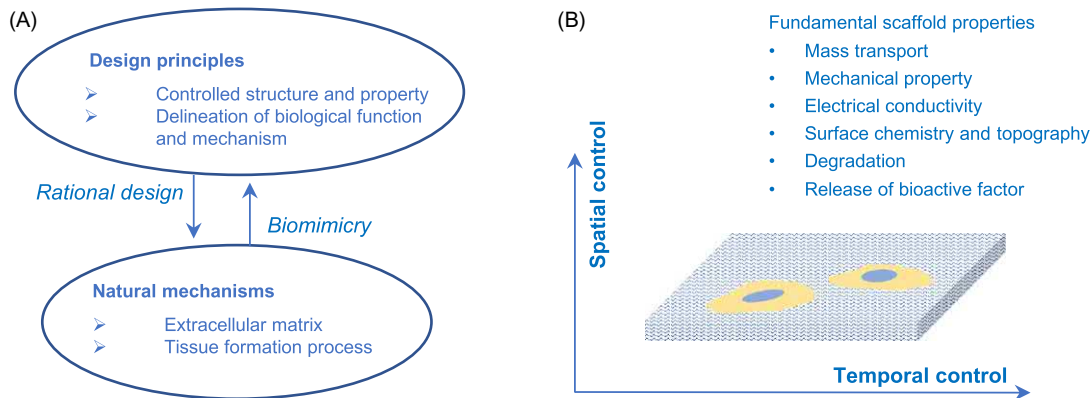 (A)
Design principles
➢ Controlled structure and property
➢ Delineation of biological function
and mechanism
Rational design
Biomimicry
Natural mechanisms
➢ Extracellular matrix
➢ Tissue formation process
(B)
Fundamental scaffold properties
• Mass transport
• Mechanical property
• Electrical conductivity
• Surface chemistry and topography
• Degradation
• Release of bioactive factor
Spatial control
Temporal control